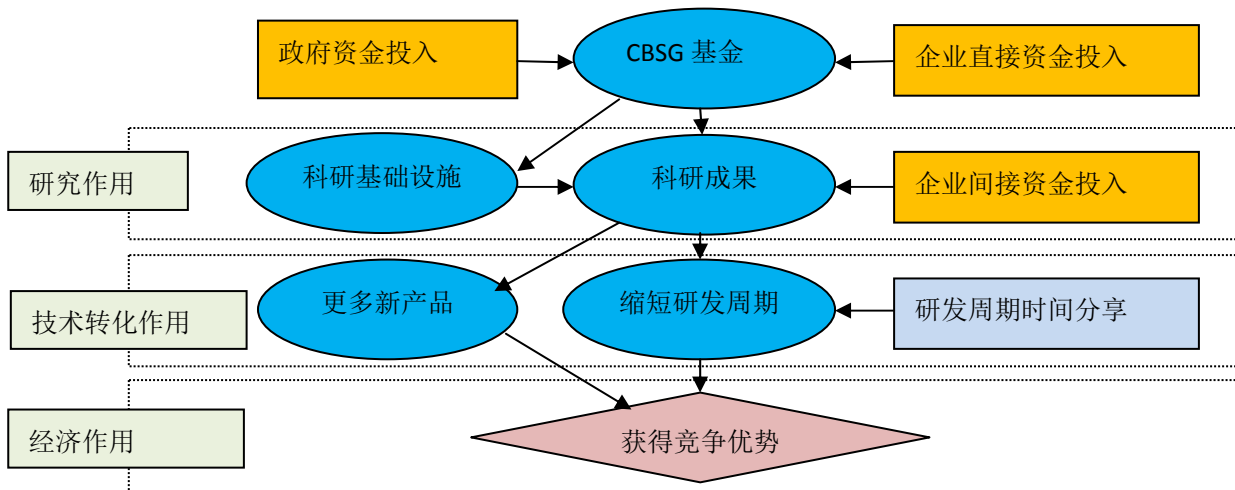 政府资金投入
CBSG 基金
企业直接资金投入
研究作用
科研基础设施
科研成果
企业间接资金投入
技术转化作用
更多新产品
缩短研发周期
研发周期时间分享
经济作用
获得竞争优势